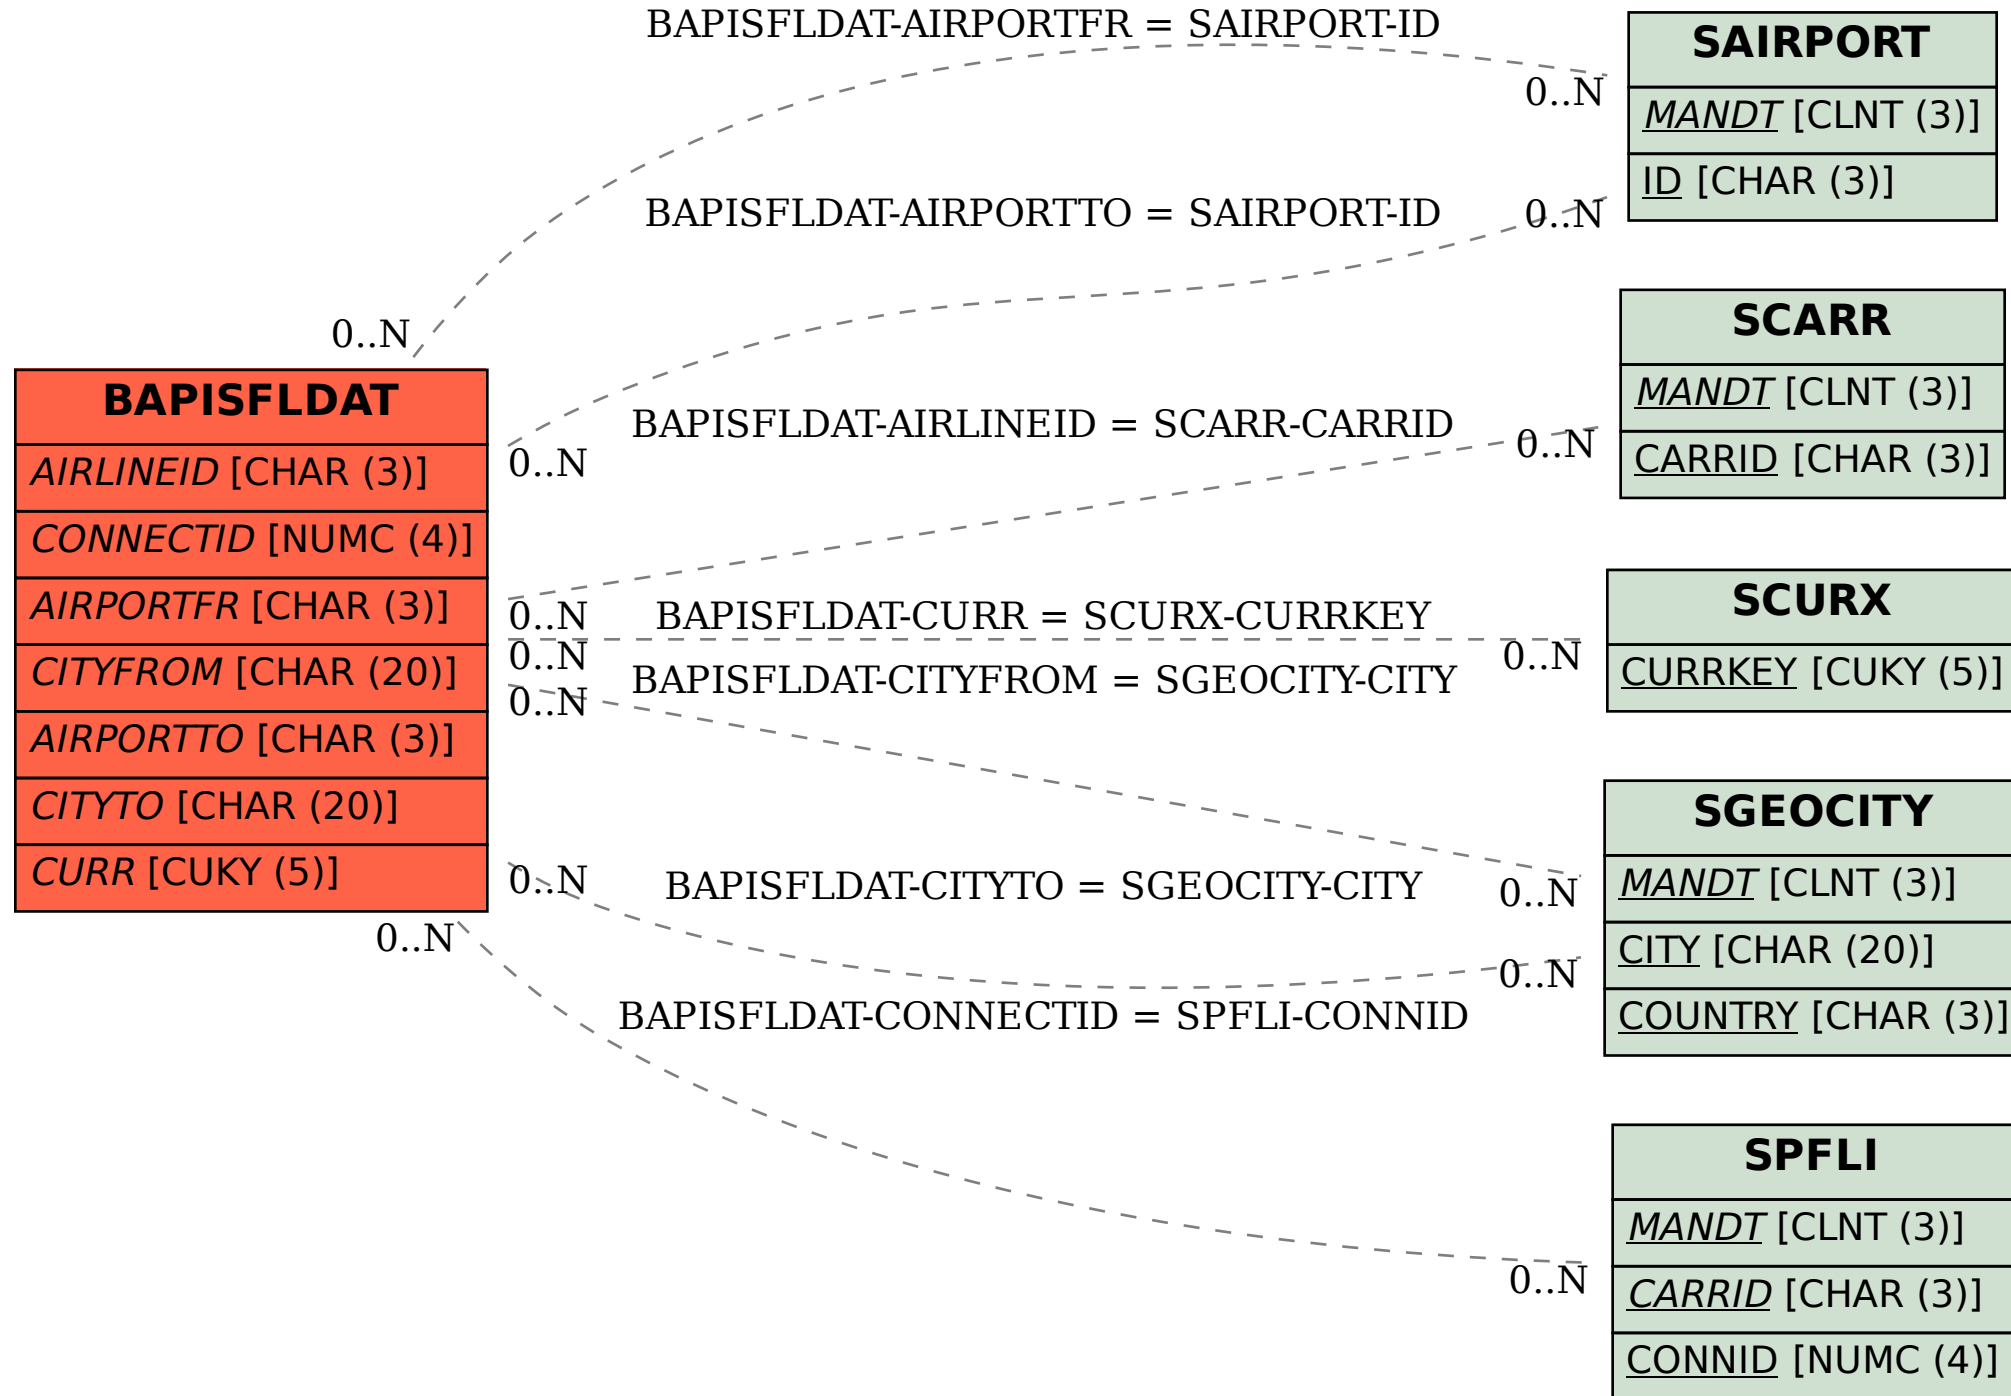 BAPISFLDAT-AIRPORTFR = SAIRPORT-ID
0..N
0..N
BAPISFLDAT-AIRPORTTO = SAIRPORT-ID
0..N
0..N
BAPISFLDAT-AIRLINEID = SCARR-CARRID
0..N
0..N
BAPISFLDAT-CURR = SCURX-CURRKEY
0..N
0..N
BAPISFLDAT-CITYFROM = SGEOCITY-CITY
0..N
0..N
BAPISFLDAT-CITYTO = SGEOCITY-CITY
0..N
0..N
BAPISFLDAT-CONNECTID = SPFLI-CONNID
0..N
0..N
BAPISFLDAT
AIRLINEID [CHAR (3)]
CONNECTID [NUMC (4)]
AIRPORTFR [CHAR (3)]
CITYFROM [CHAR (20)]
AIRPORTTO [CHAR (3)]
CITYTO [CHAR (20)]
CURR [CUKY (5)]
SAIRPORT
MANDT [CLNT (3)]
ID [CHAR (3)]
SCARR
MANDT [CLNT (3)]
CARRID [CHAR (3)]
SCURX
CURRKEY [CUKY (5)]
SGEOCITY
MANDT [CLNT (3)]
CITY [CHAR (20)]
COUNTRY [CHAR (3)]
SPFLI
MANDT [CLNT (3)]
CARRID [CHAR (3)]
CONNID [NUMC (4)]